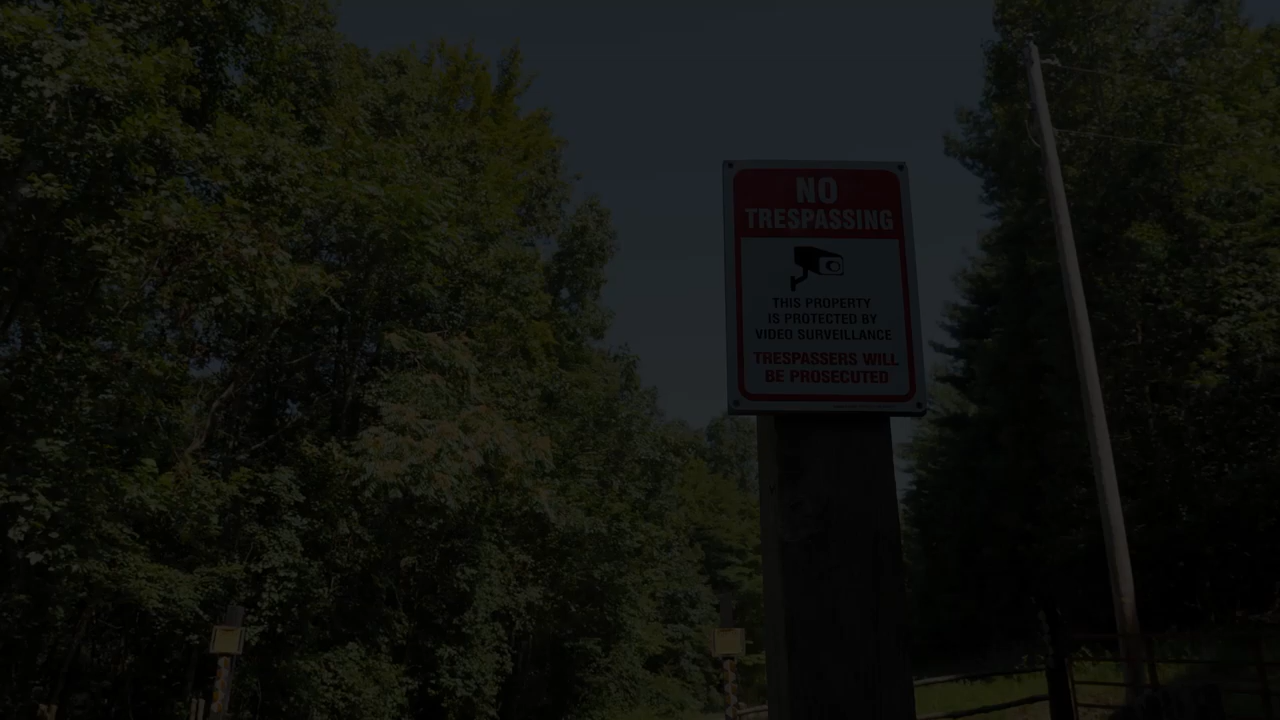 NO
TRESPASSING
THIS PROPERTY
IS PROTECTED BY
VIDEO SURVEILLANCE
TRESPASSERS WILL
BE PROSECUTED